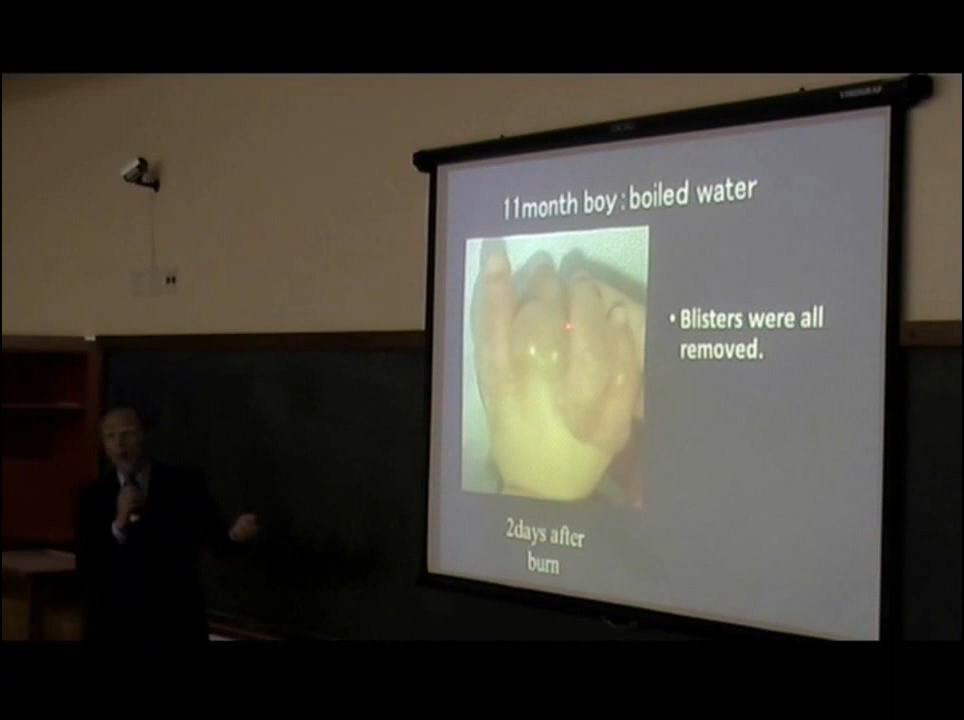 11month boy:boiled water
• Blisters were all
removed.
2days after
burn